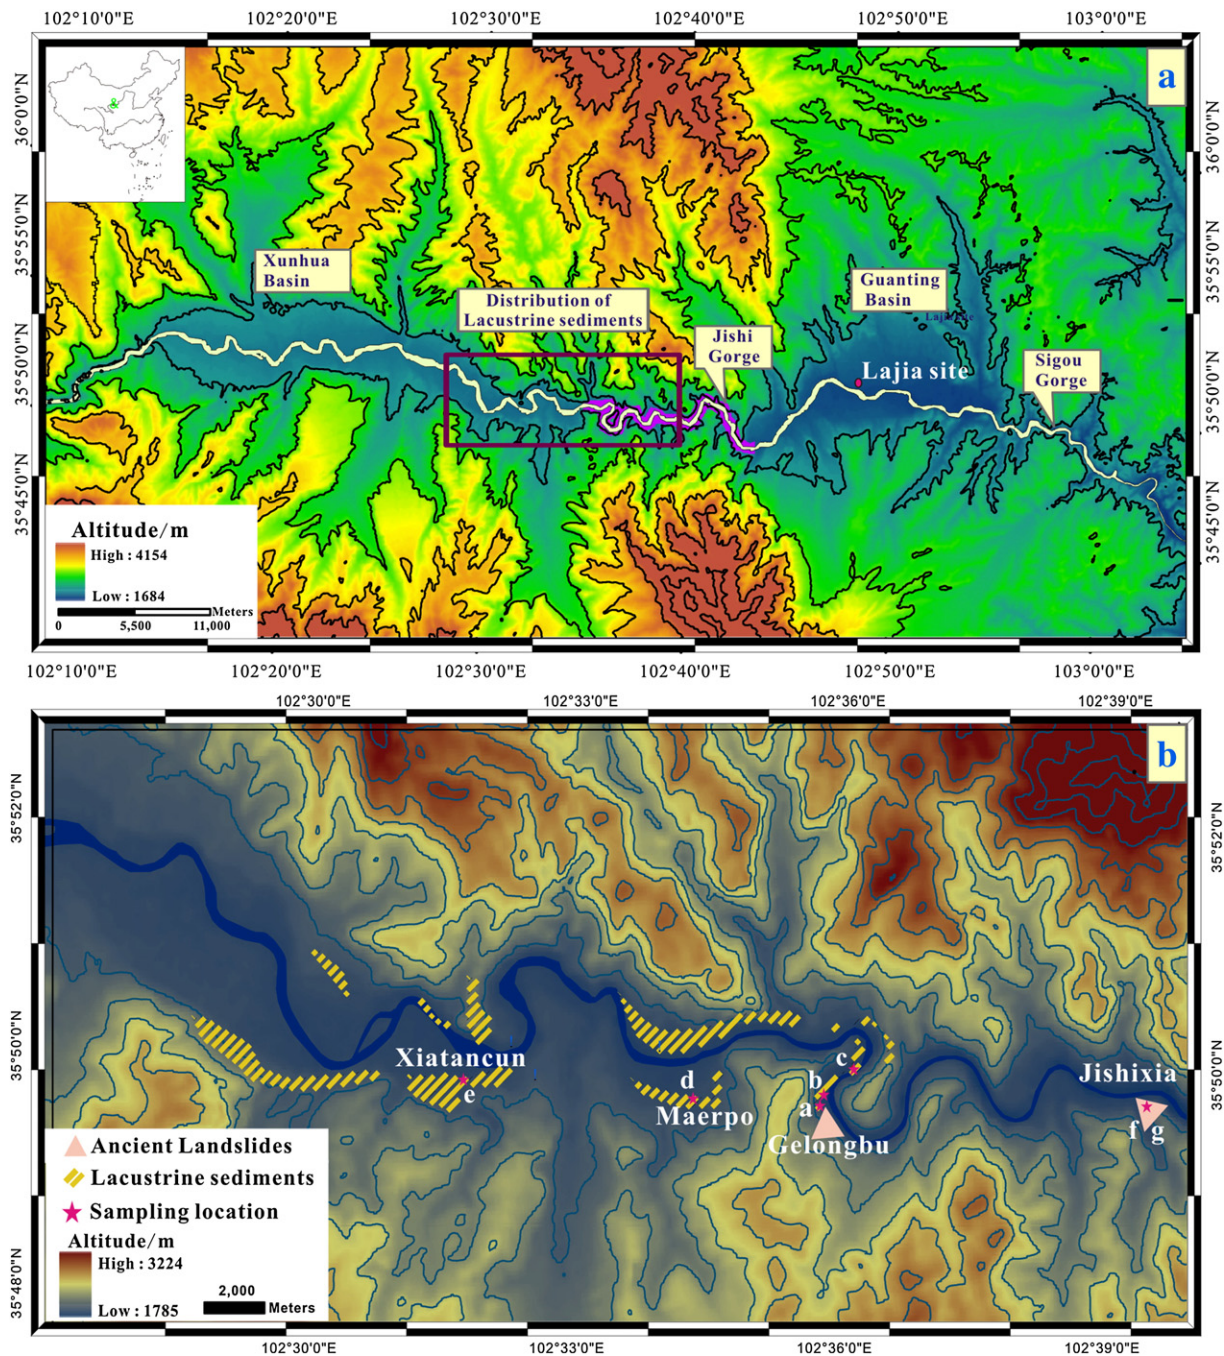 102°10'0"E 102°20'0"E 102°30'0"E 102°40'0"E 102°50'0"E 103°0'0"E
a
36°0'0"N
36°0'0"N
35°55'0"N
35°55'0"N
Xunhua
Basin
Distribution of
Lacustrine sediments
Guanting
Basin
Jishi
Gorge
Lajia site
Sigou
Gorge
35°50'0"N
35°50'0"N
35°45'0"N
35°45'0"N
Altitude/m
High : 4154
Low : 1684
Meters
0 5,500 11,000
102°10'0"E 102°20'0"E 102°30'0"E 102°40'0"E 102°50'0"E 103°0'0"E
102°30'0"E 102°33'0"E 102°36'0"E 102°39'0"E
b
35°52'0"N
35°52'0"N
35°50'0"N
35°50'0"N
Xiatancun
e
d
Maerpo
c
b
a
Gelongbu
Jishixia
f g
Ancient Landslides
Lacustrine sediments
Sampling location
Altitude/m
High : 3224
Low : 1785
2,000
Meters
35°48'0"N
35°48'0"N
102°30'0"E 102°33'0"E 102°36'0"E 102°39'0"E